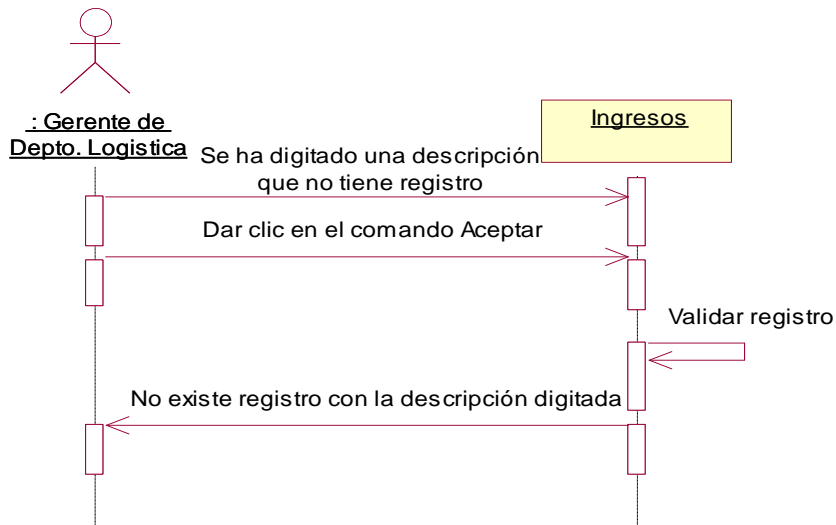 : Gerente de
Depto. Logistica
Ingresos
Se ha digitado una descripción
que no tiene registro
Dar clic en el comando Aceptar
Validar registro
No existe registro con la descripción digitada